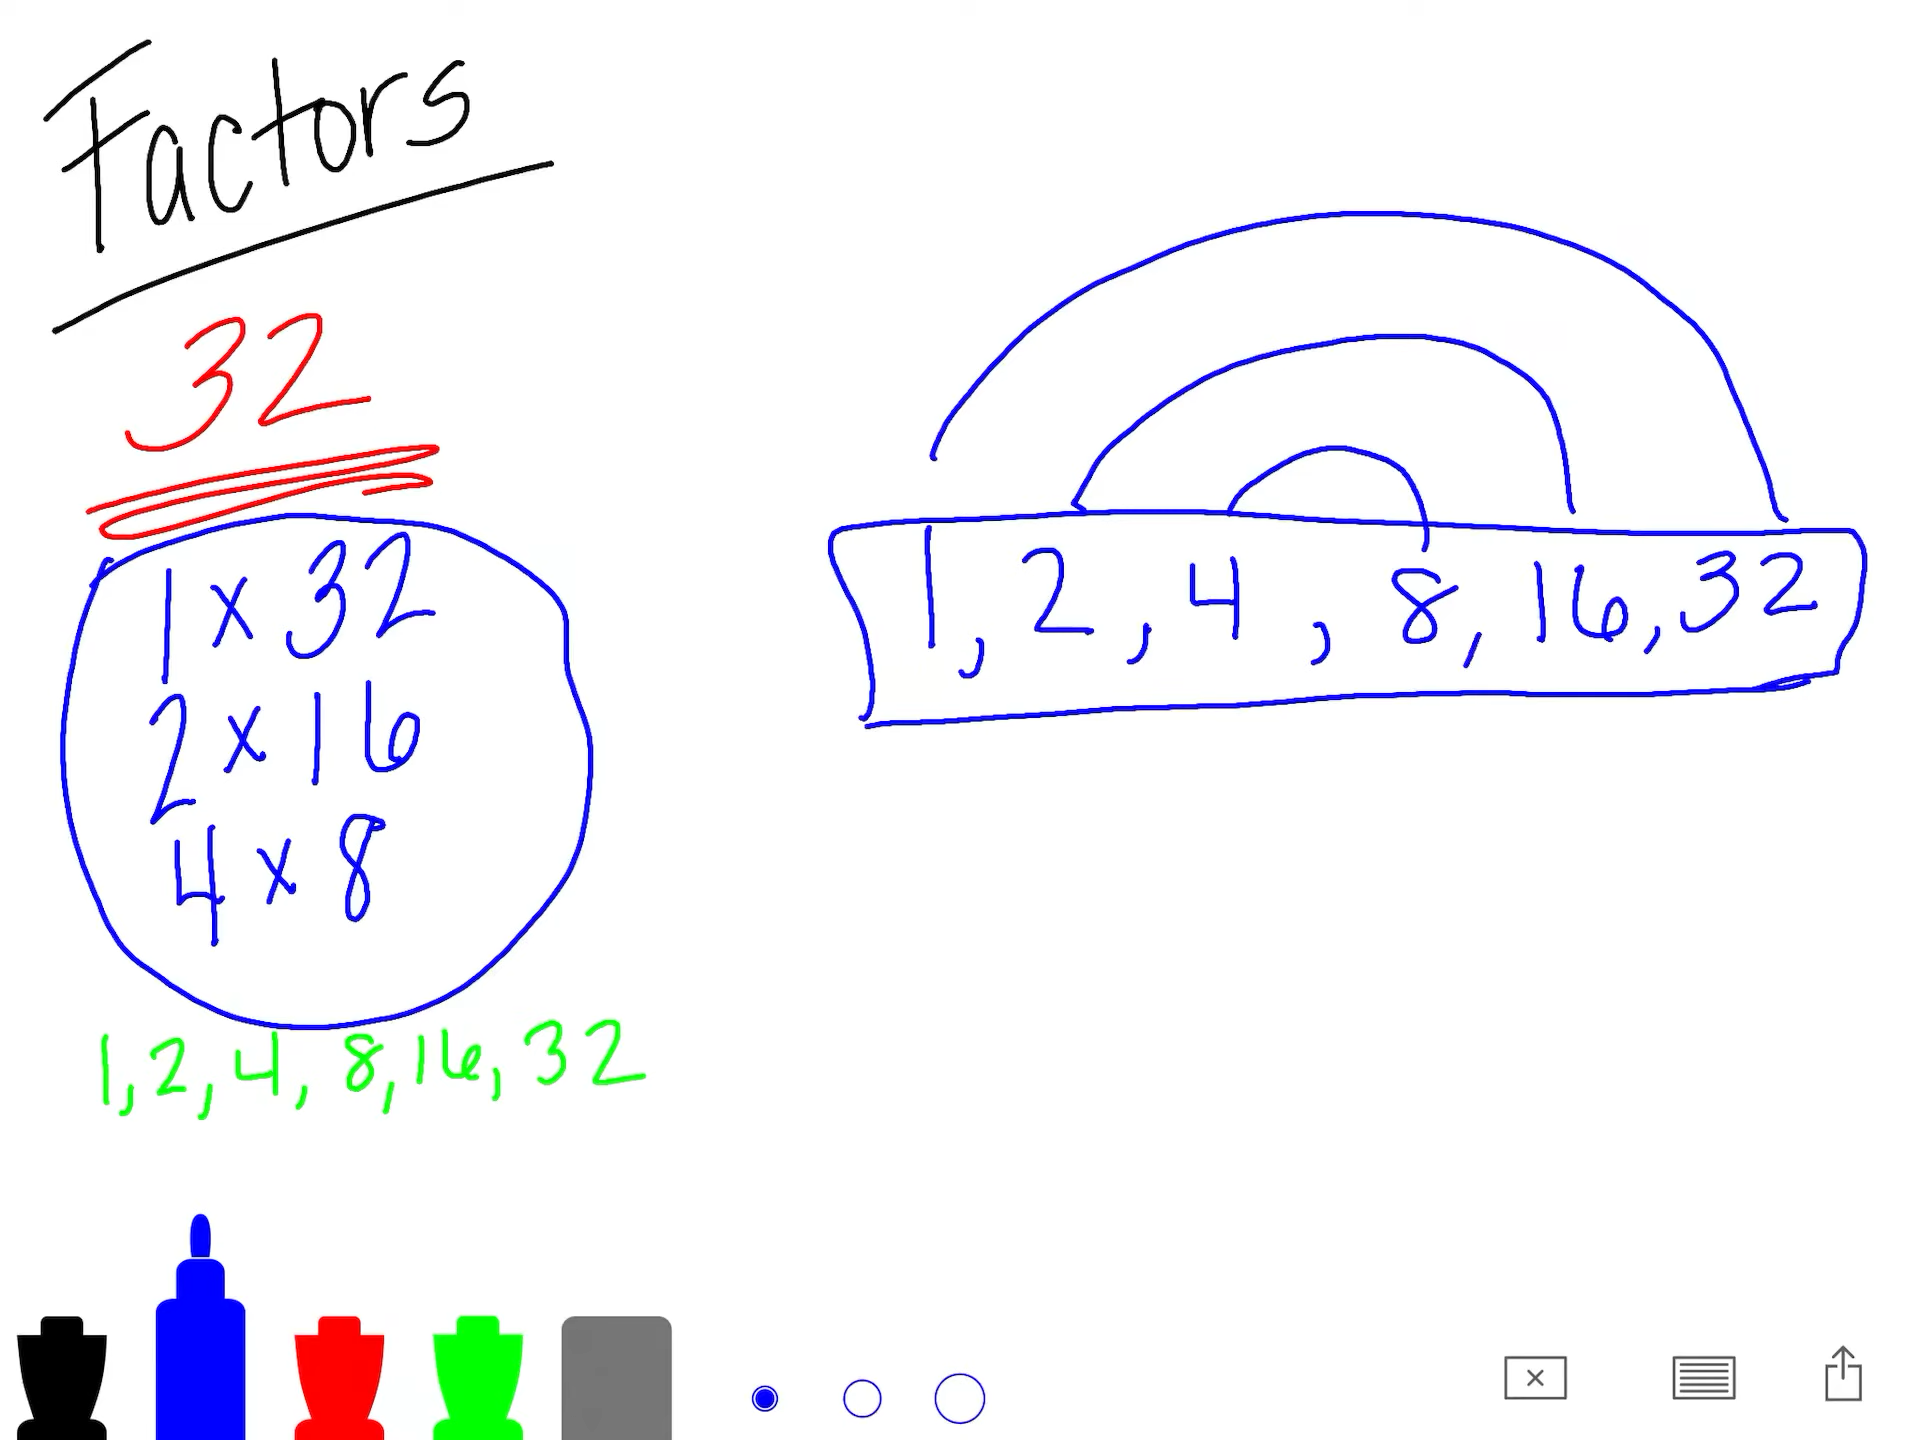 Factors
32
1 x 32
2 x 16
4 x 8
1, 2, 4, 8, 16, 32
1, 2, 4, 8, 16, 32